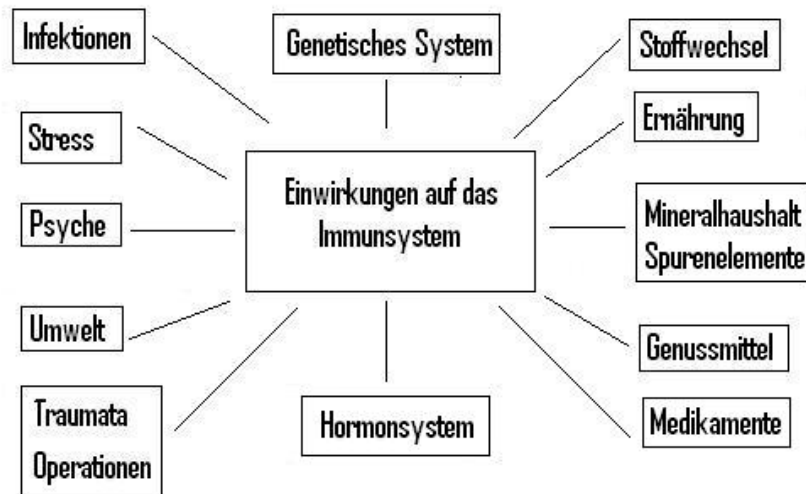 Infektionen
Genetisches System
Stoffwechsel
Ernährung
Stress
Einwirkungen auf das
Immunsystem
Psyche
Mineralhaushalt
Spurenelemente
Umwelt
Genussmittel
Traumata
Operationen
Hormonsystem
Medikamente